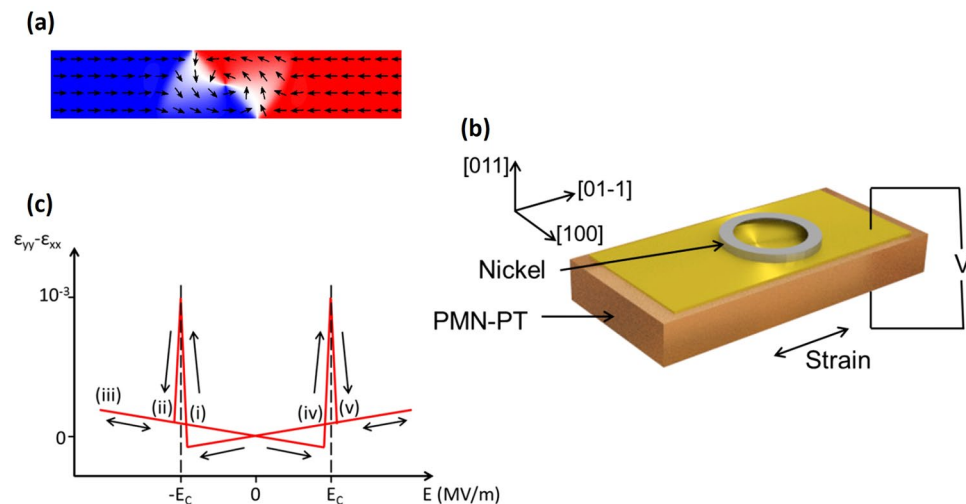 (a)
(b)
[011]
[01-1]
[100]
Nickel
PMN-PT
Strain
V
(c)
εyy-εxx
10⁻³
0
(iii)
(ii)
(i)
(iv)
(v)
-EC
0
EC
E (MV/m)